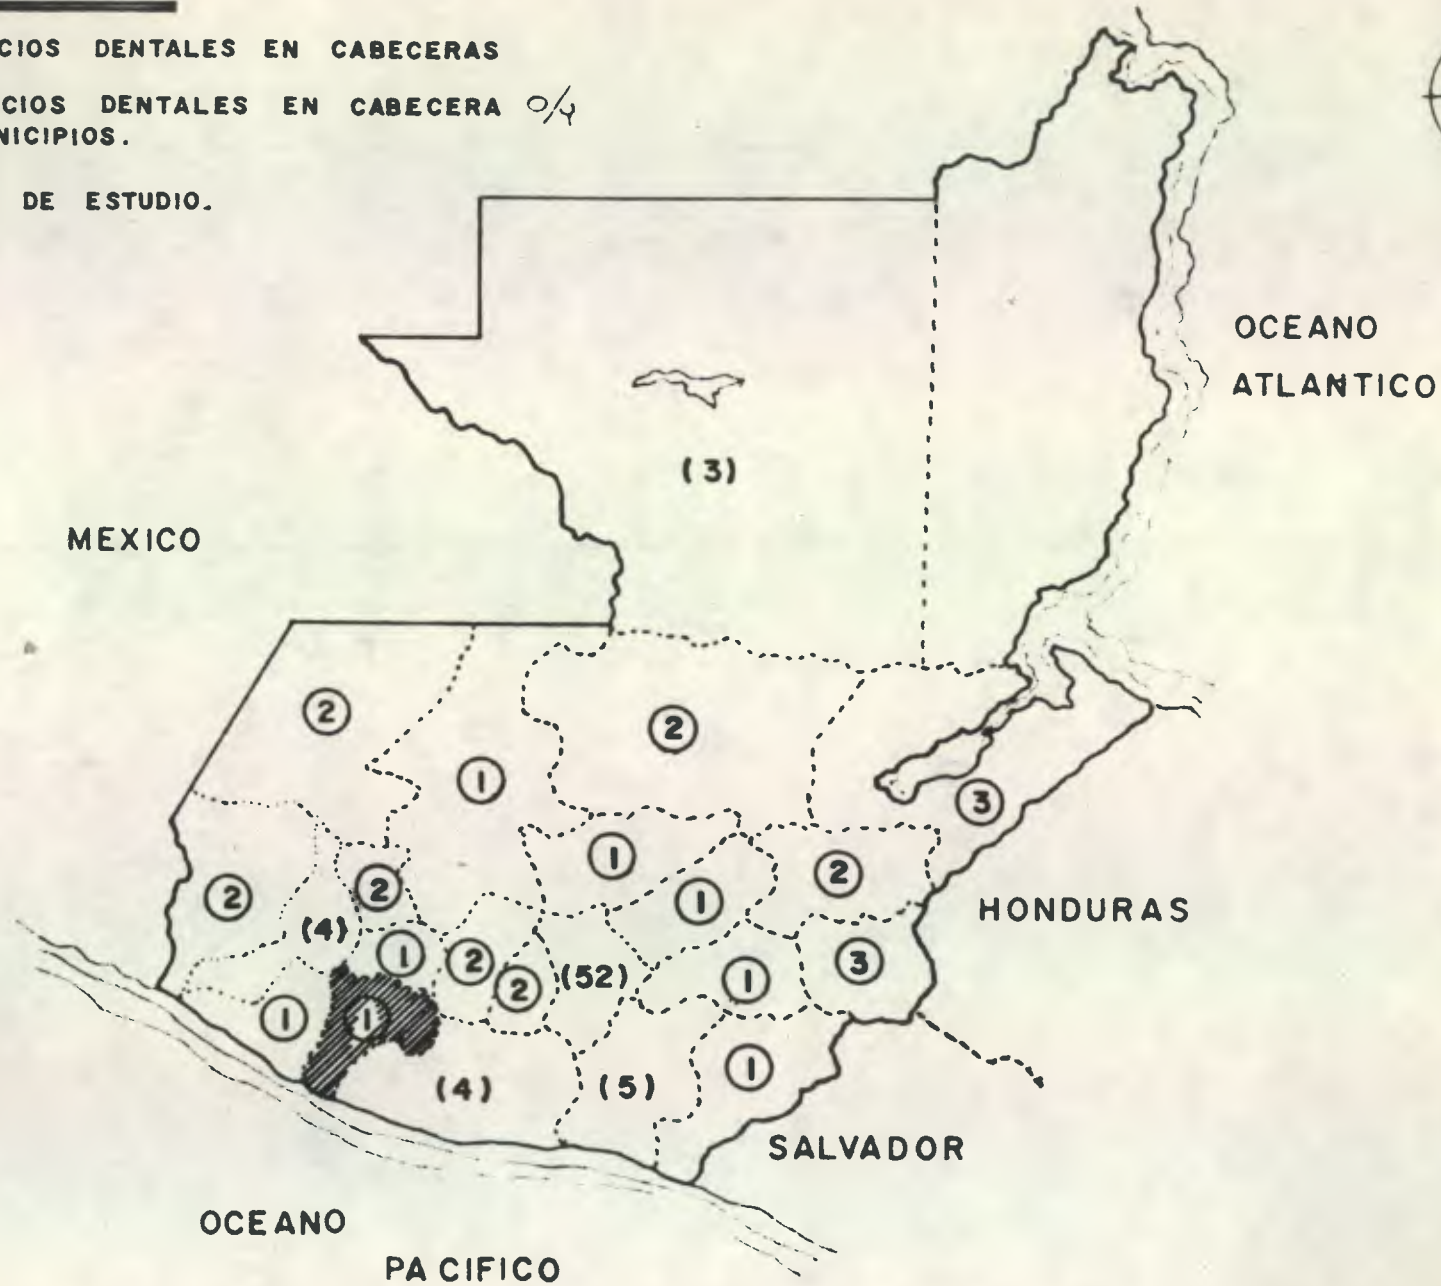 CIOS DENTALES EN CABECERAS
CIOS DENTALES EN CABECERA o/y
NICIPIOS.
DE ESTUDIO.
OCEANO
ATLANTICO
(3)
MEXICO
2
2
1
3
1
2
2
2
1
(4)
HONDURAS
1
2
(52)
3
2
1
1
1
1
(4)
(5)
SALVADOR
OCEANO
PACIFICO